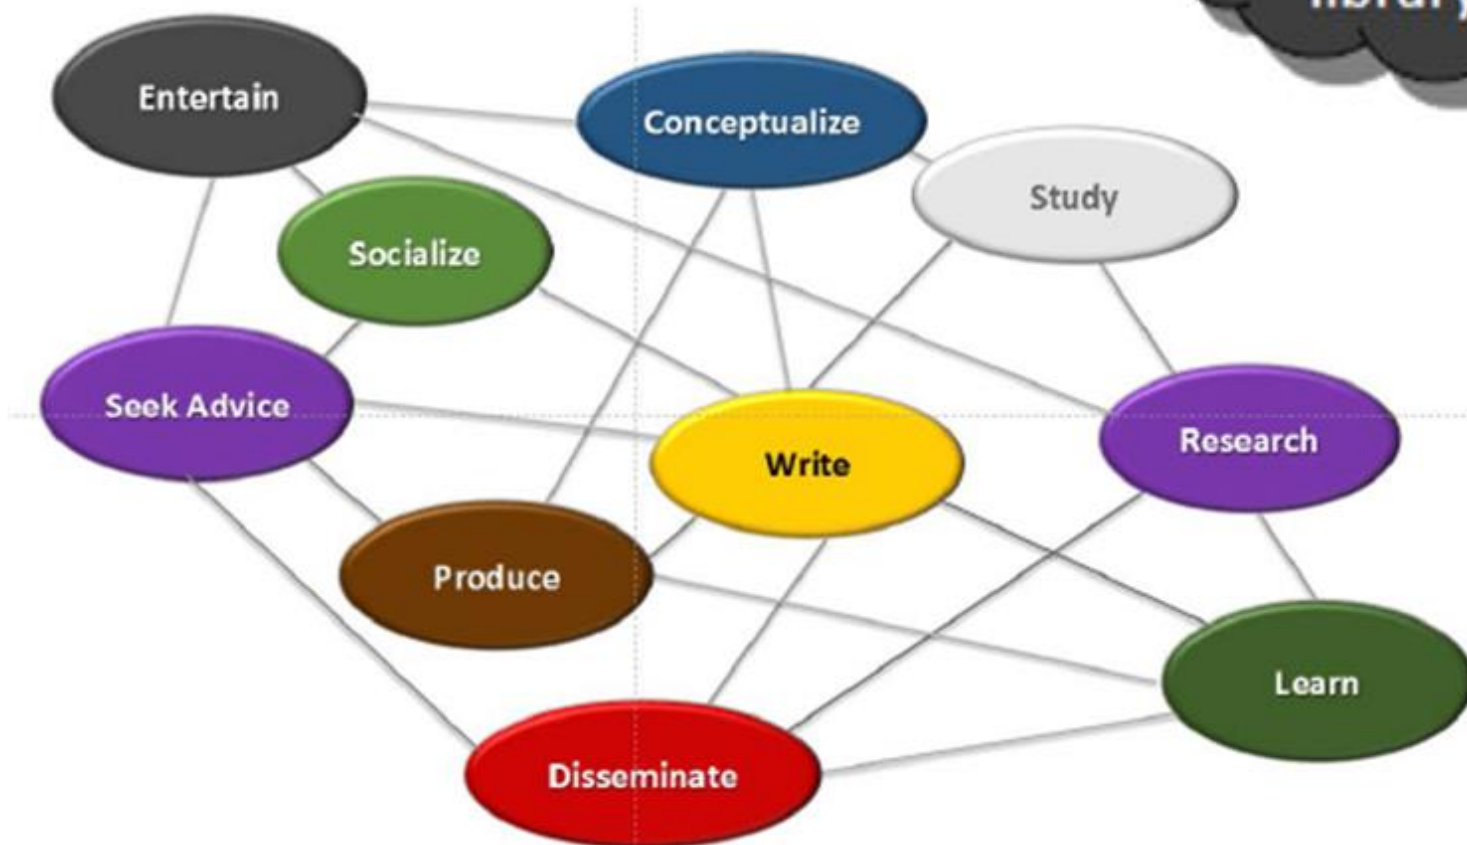 Entertain
Conceptualize
Study
Socialize
Seek Advice
Write
Research
Produce
Learn
Disseminate